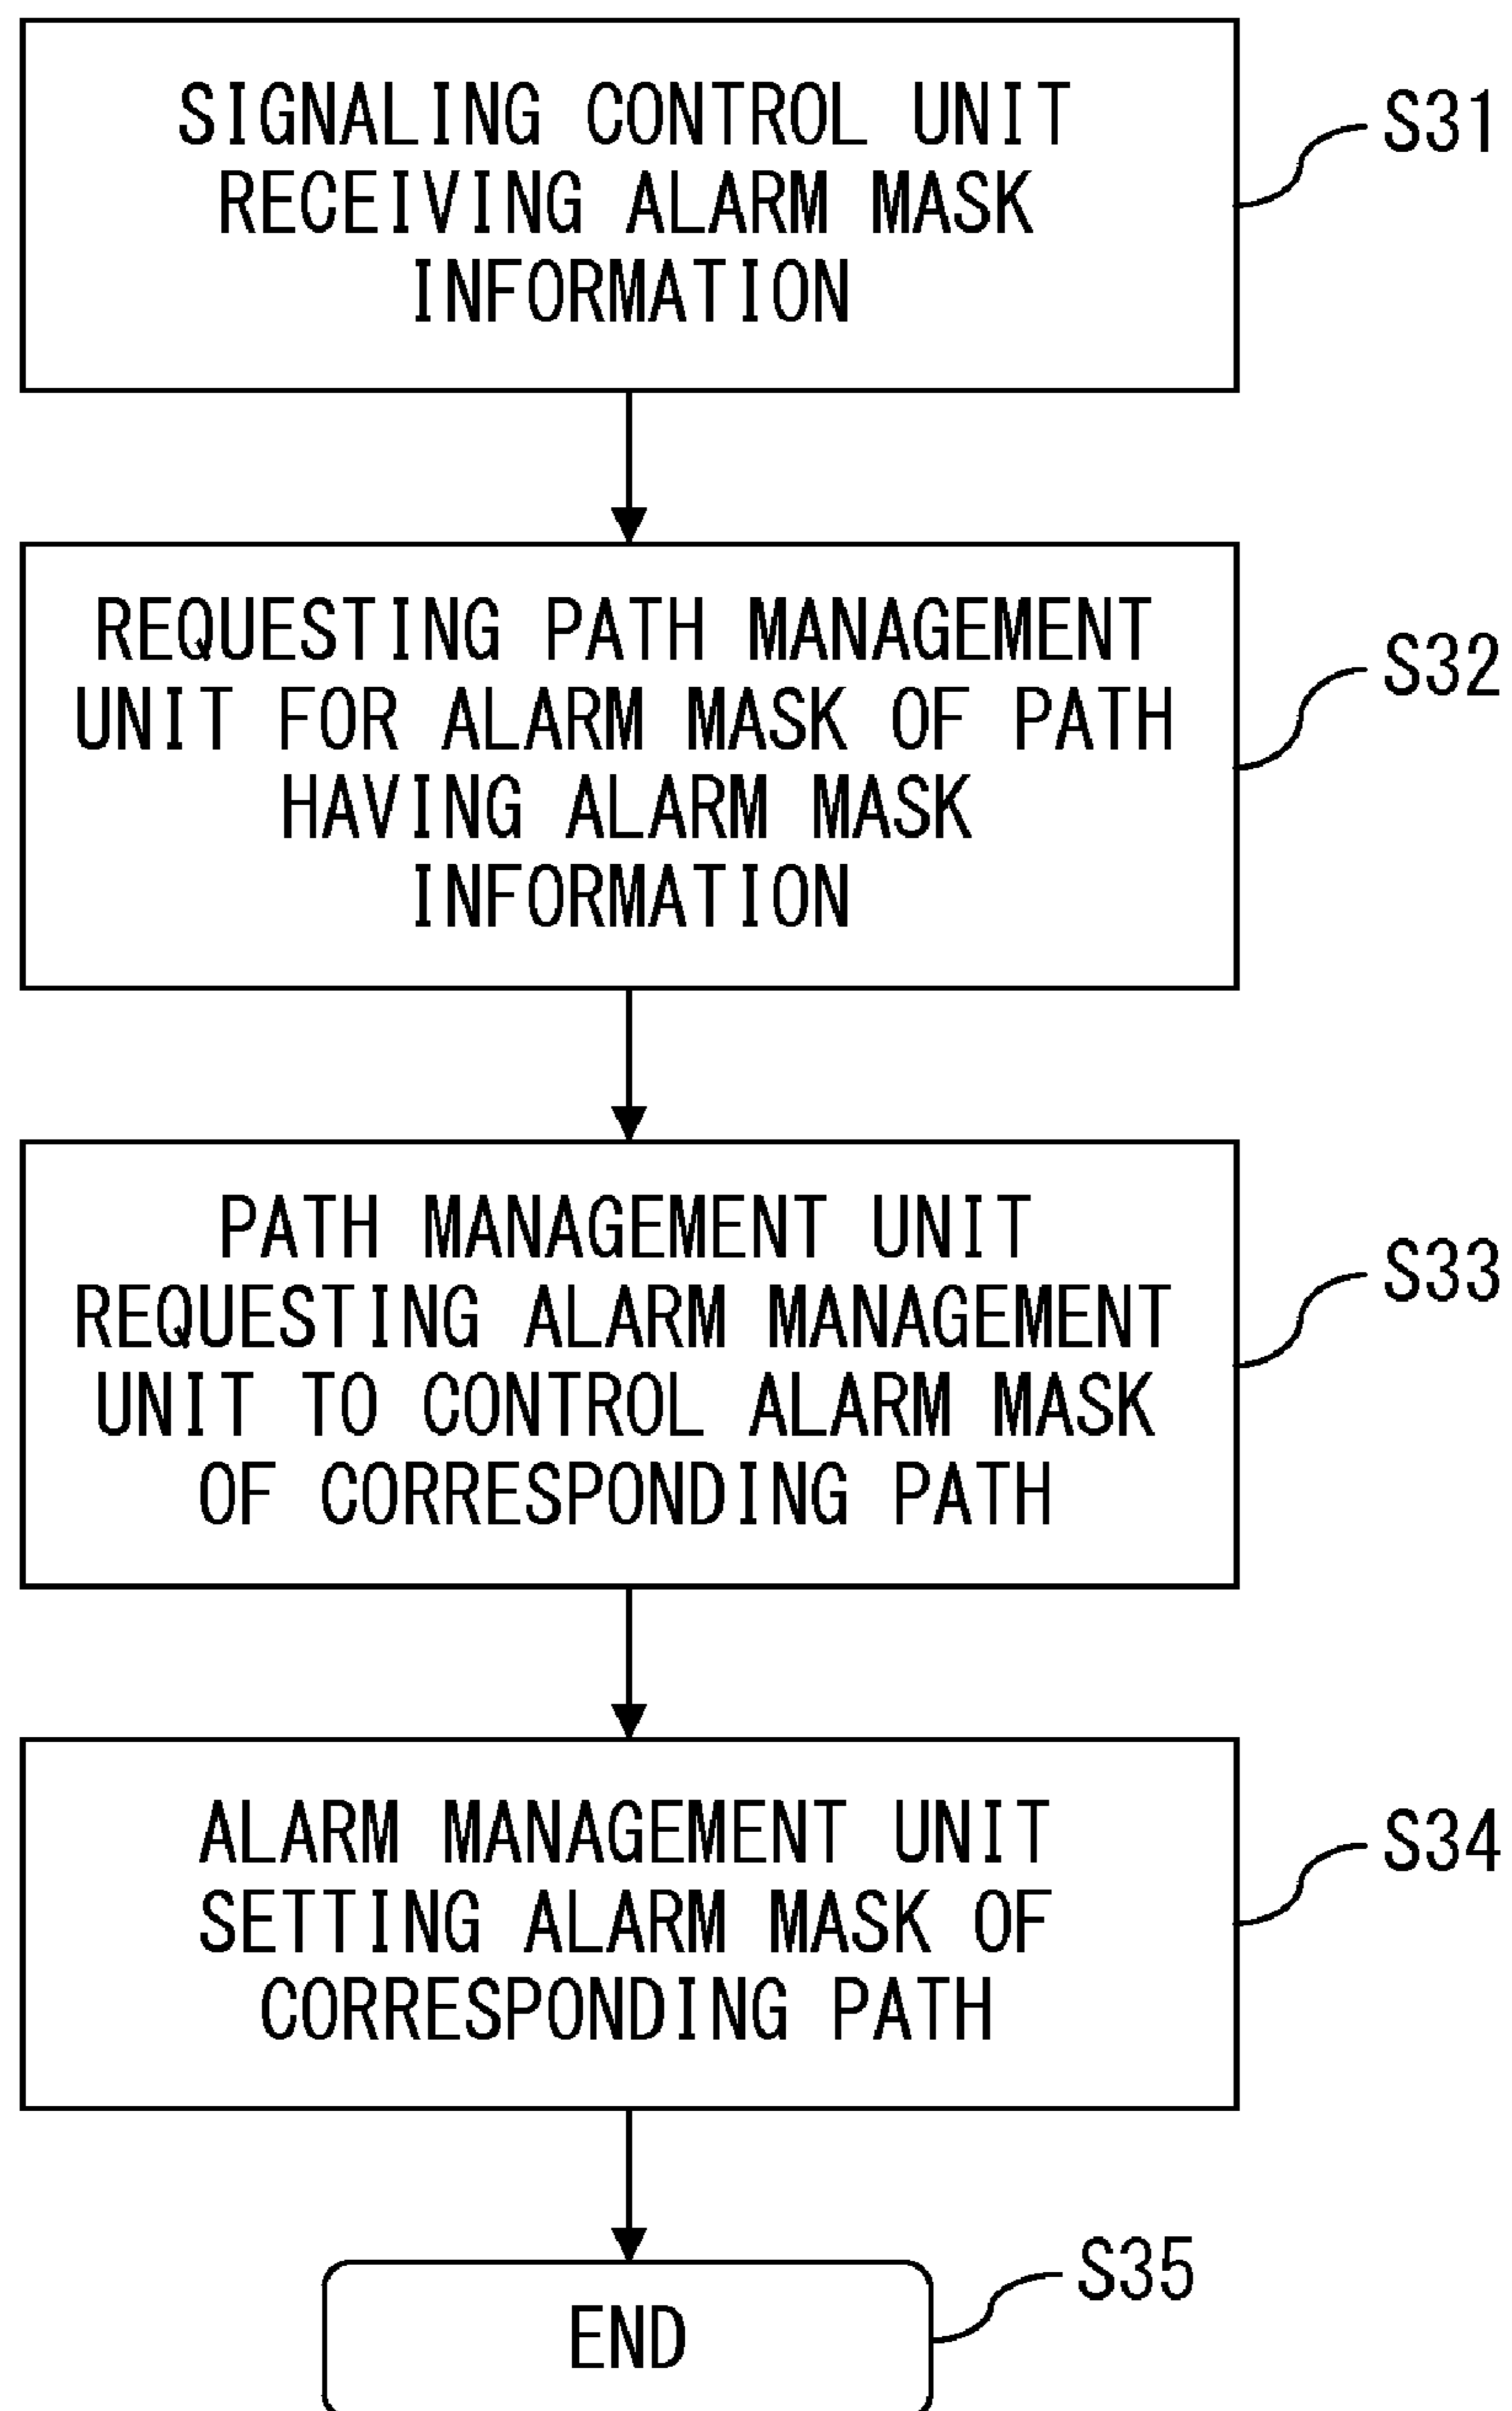 SIGNALING CONTROL UNIT
RECEIVING ALARM MASK
INFORMATION
S31
REQUESTING PATH MANAGEMENT
UNIT FOR ALARM MASK OF PATH
HAVING ALARM MASK
INFORMATION
S32
PATH MANAGEMENT UNIT
REQUESTING ALARM MANAGEMENT
UNIT TO CONTROL ALARM MASK
OF CORRESPONDING PATH
S33
ALARM MANAGEMENT UNIT
SETTING ALARM MASK OF
CORRESPONDING PATH
S34
END
S35